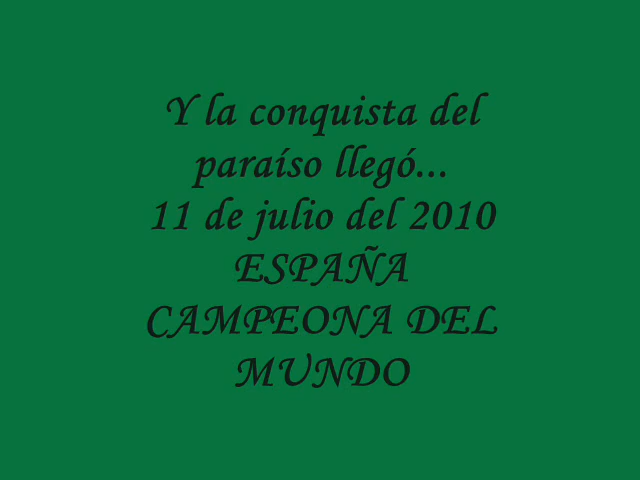 Y la conquista del
paraíso llegó...
11 de julio del 2010
ESPAÑA
CAMPEONA DEL
MUNDO